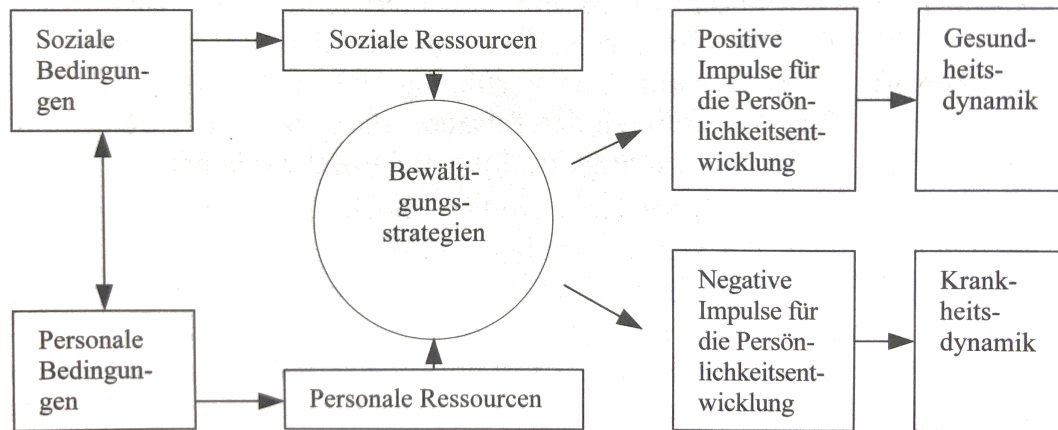 Soziale
Bedingun-
gen
Soziale Ressourcen
Bewälti-
gungs-
strategien
Personale
Bedingun-
gen
Personale Ressourcen
Positive
Impulse für
die Persön-
lichkeitsent-
wicklung
Gesund-
heits-
dynamik
Negative
Impulse für
die Persön-
lichkeitsent-
wicklung
Krank-
heits-
dynamik